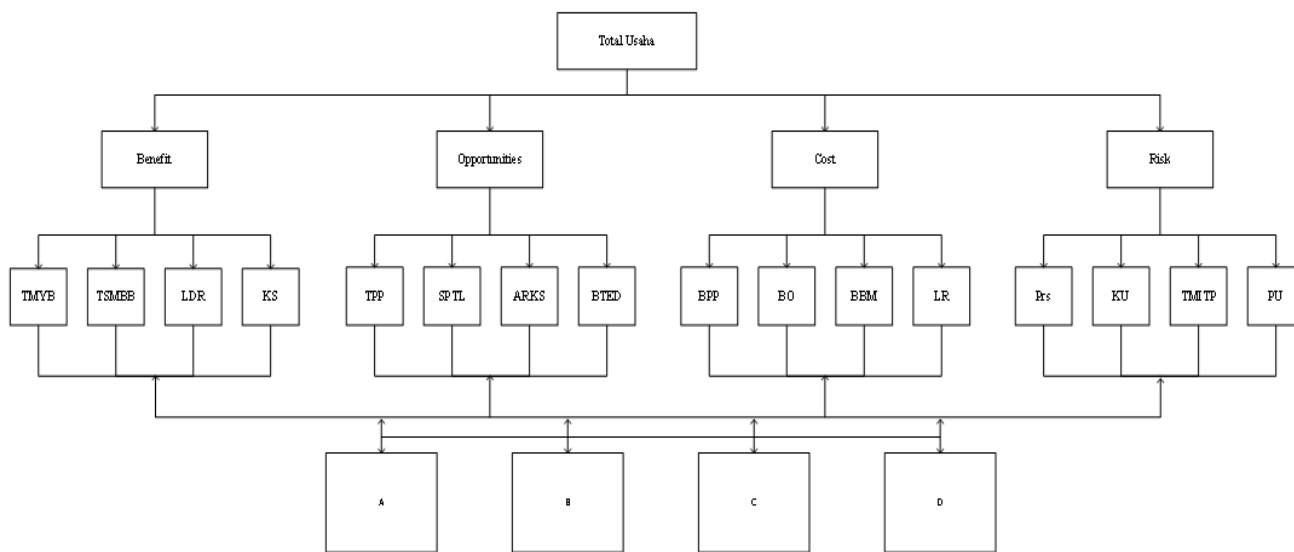 Total Usaha
Benefit
Opportunities
Cost
Risk
TMYB
TSMBB
LDR
KS
TPP
SPTL
ARKS
BTED
BPP
BO
BBM
LR
Prs
KU
TMITP
PU
A
B
C
D